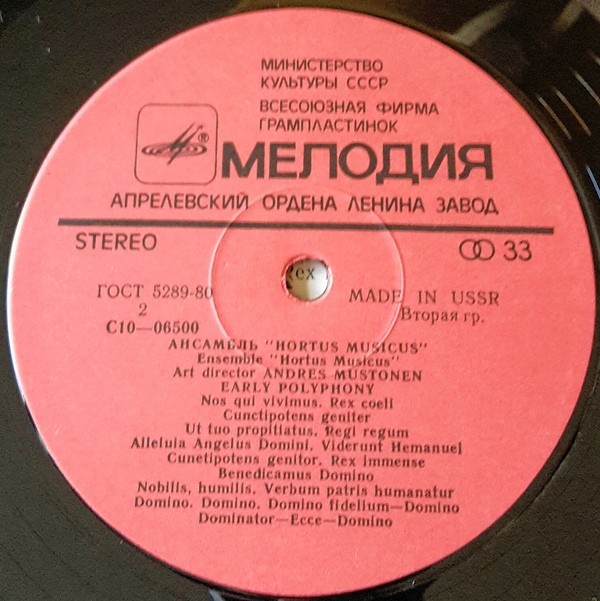 МИНИСТЕРСТВО
КУЛЬТУРЫ СССР
ВСЕСОЮЗНАЯ ФИРМА
ГРАМПЛАСТИНОК
®
МЕЛОДИЯ
АПРЕЛЕВСКИЙ ОРДЕНА ЛЕНИНА ЗАВОД
STEREO 33
ex
ГОСТ 5289-80 MADE IN USSR
2 Вторая гр.
С10—06500
АНСАМБЛЬ "HORTUS MUSICUS"
Ensemble "Hortus Musicus"
Art director ANDRES MUSTONEN
EARLY POLYPHONY
Nos qui vivimus. Rex coeli
Cunctipotens geniter
Ut tuo propitiatus. Regi regum
Alleluia Angelus Domini. Viderunt Hemanuel
Cunetipotens genitor. Rex immense
Benedicamus Domino
Nobilis, humilis. Verbum patris humanatur
Domino. Domino. Domino fidelium—Domino
Dominator—Ecce—Domino